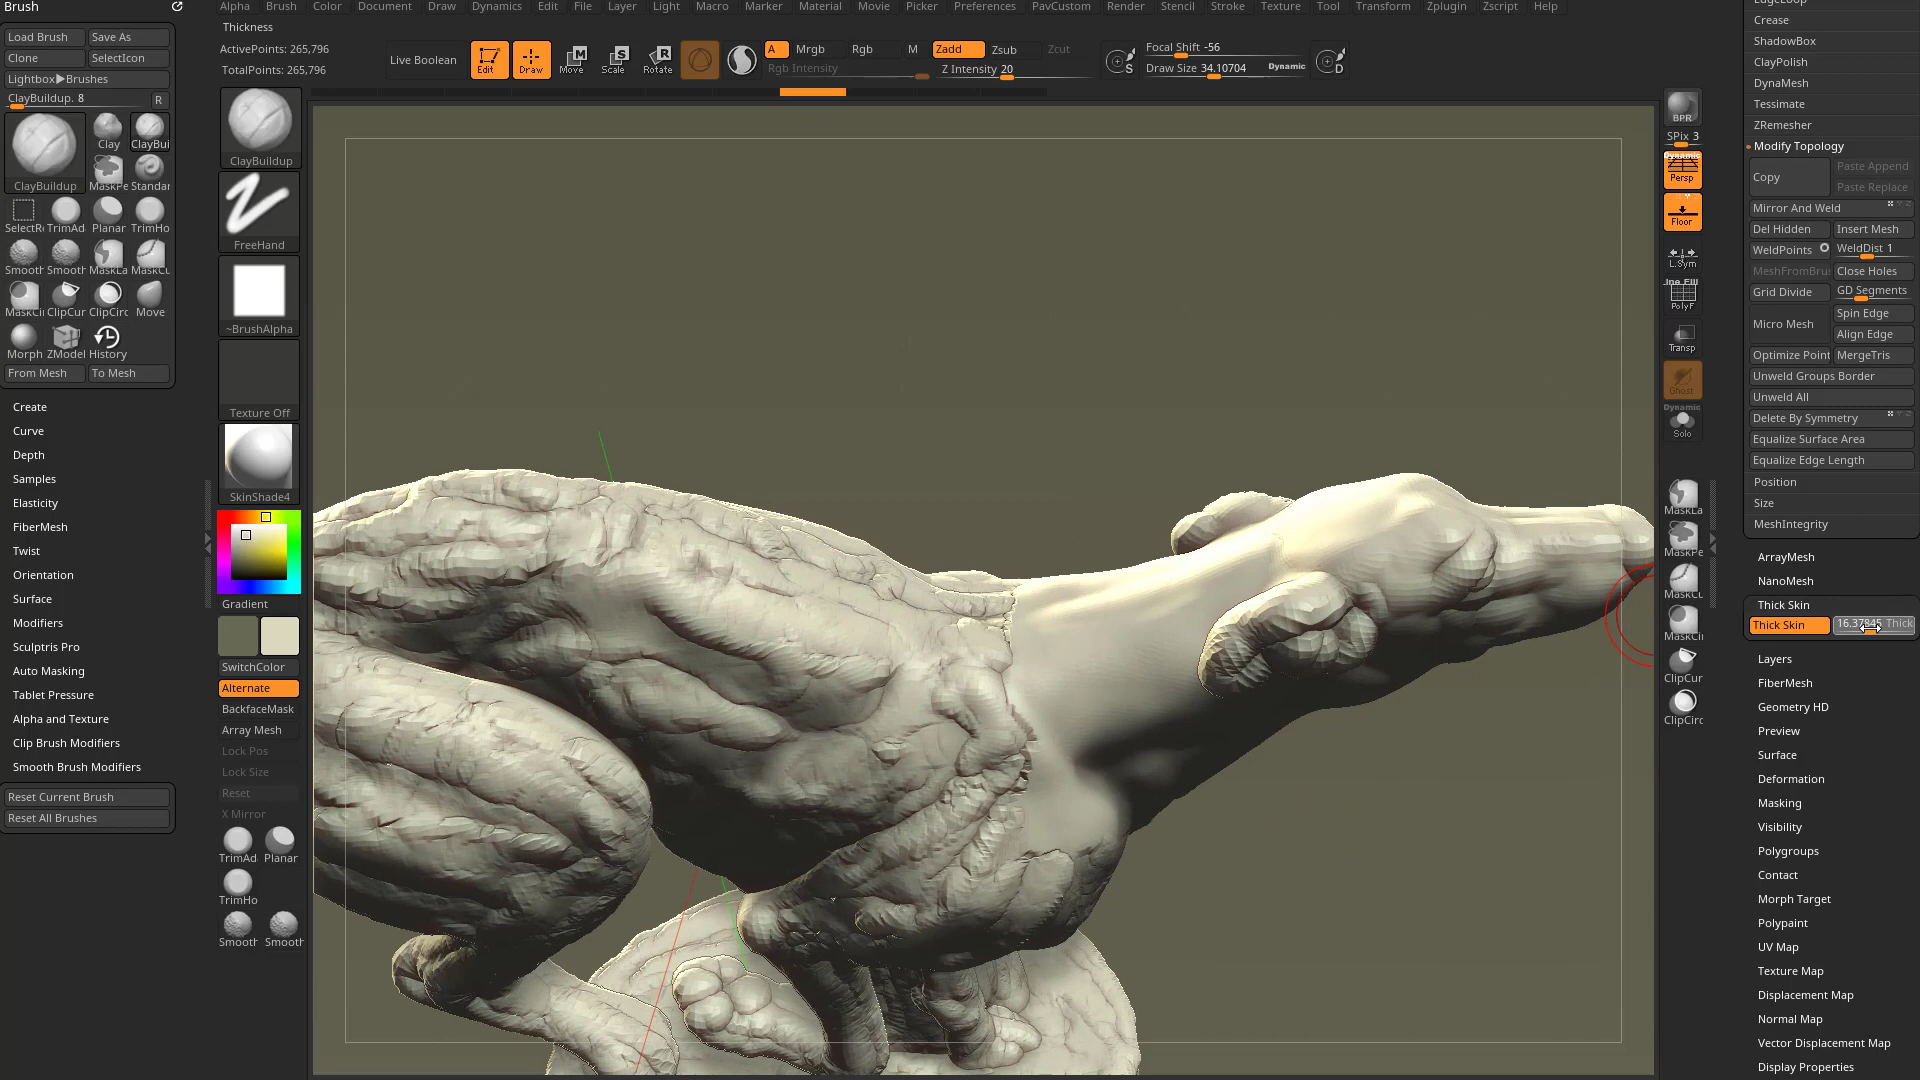 Brush
Load Brush
Save As
Clone
SelectIcon
Lightbox▶Brushes
ClayBuildup. 8
R
ClayBuildup
Clay
ClayBui
MaskPe
Standar
SelectRe
TrimAd
Planar
TrimHo
Smooth
Smooth
MaskLa
MaskCu
MaskCi
ClipCur
ClipCirc
Move
Morph
ZModel
History
From Mesh
To Mesh
Create
Curve
Depth
Samples
Elasticity
FiberMesh
Twist
Orientation
Surface
Modifiers
Sculptris Pro
Auto Masking
Tablet Pressure
Alpha and Texture
Clip Brush Modifiers
Smooth Brush Modifiers
Reset Current Brush
Reset All Brushes
Alpha Brush Color Document Draw Dynamics Edit File Layer Light Macro Marker Material Movie Picker Preferences PavCustom Render Stencil Stroke Texture Tool Transform Zplugin Zscript Help
Thickness
ActivePoints: 265,796
TotalPoints: 265,796
Live Boolean
Edit
Draw
Move
Scale
Rotate
A
Mrgb
Rgb
M
Zadd
Zsub
Zcut
Rgb Intensity
Z Intensity 20
S
Focal Shift -56
Draw Size 34.10704
Dynamic
D
ClayBuildup
FreeHand
~BrushAlpha
Texture Off
SkinShade4
Gradient
SwitchColor
Alternate
BackfaceMask
Array Mesh
Lock Pos
Lock Size
Reset
X Mirror
TrimAd
Planar
TrimHo
Smooth
Smooth
BPR
SPix 3
Dynamic
Persp
Floor
L.Sym
Line Fill
PolyF
Transp
Ghost
Dynamic
Solo
MaskLa
MaskPe
MaskCu
MaskCi
ClipCur
ClipCirc
EdgeLoop
Crease
ShadowBox
ClayPolish
DynaMesh
Tessimate
ZRemesher
Modify Topology
Copy
Paste Append
Paste Replace
Mirror And Weld
Del Hidden
Insert Mesh
WeldPoints
WeldDist 1
MeshFromBrus
Close Holes
Grid Divide
GD Segments
Micro Mesh
Spin Edge
Align Edge
Optimize Point
MergeTris
Unweld Groups Border
Unweld All
Delete By Symmetry
Equalize Surface Area
Equalize Edge Length
Position
Size
MeshIntegrity
ArrayMesh
NanoMesh
Thick Skin
Thick Skin
16.37845 Thick
Layers
FiberMesh
Geometry HD
Preview
Surface
Deformation
Masking
Visibility
Polygroups
Contact
Morph Target
Polypaint
UV Map
Texture Map
Displacement Map
Normal Map
Vector Displacement Map
Display Properties